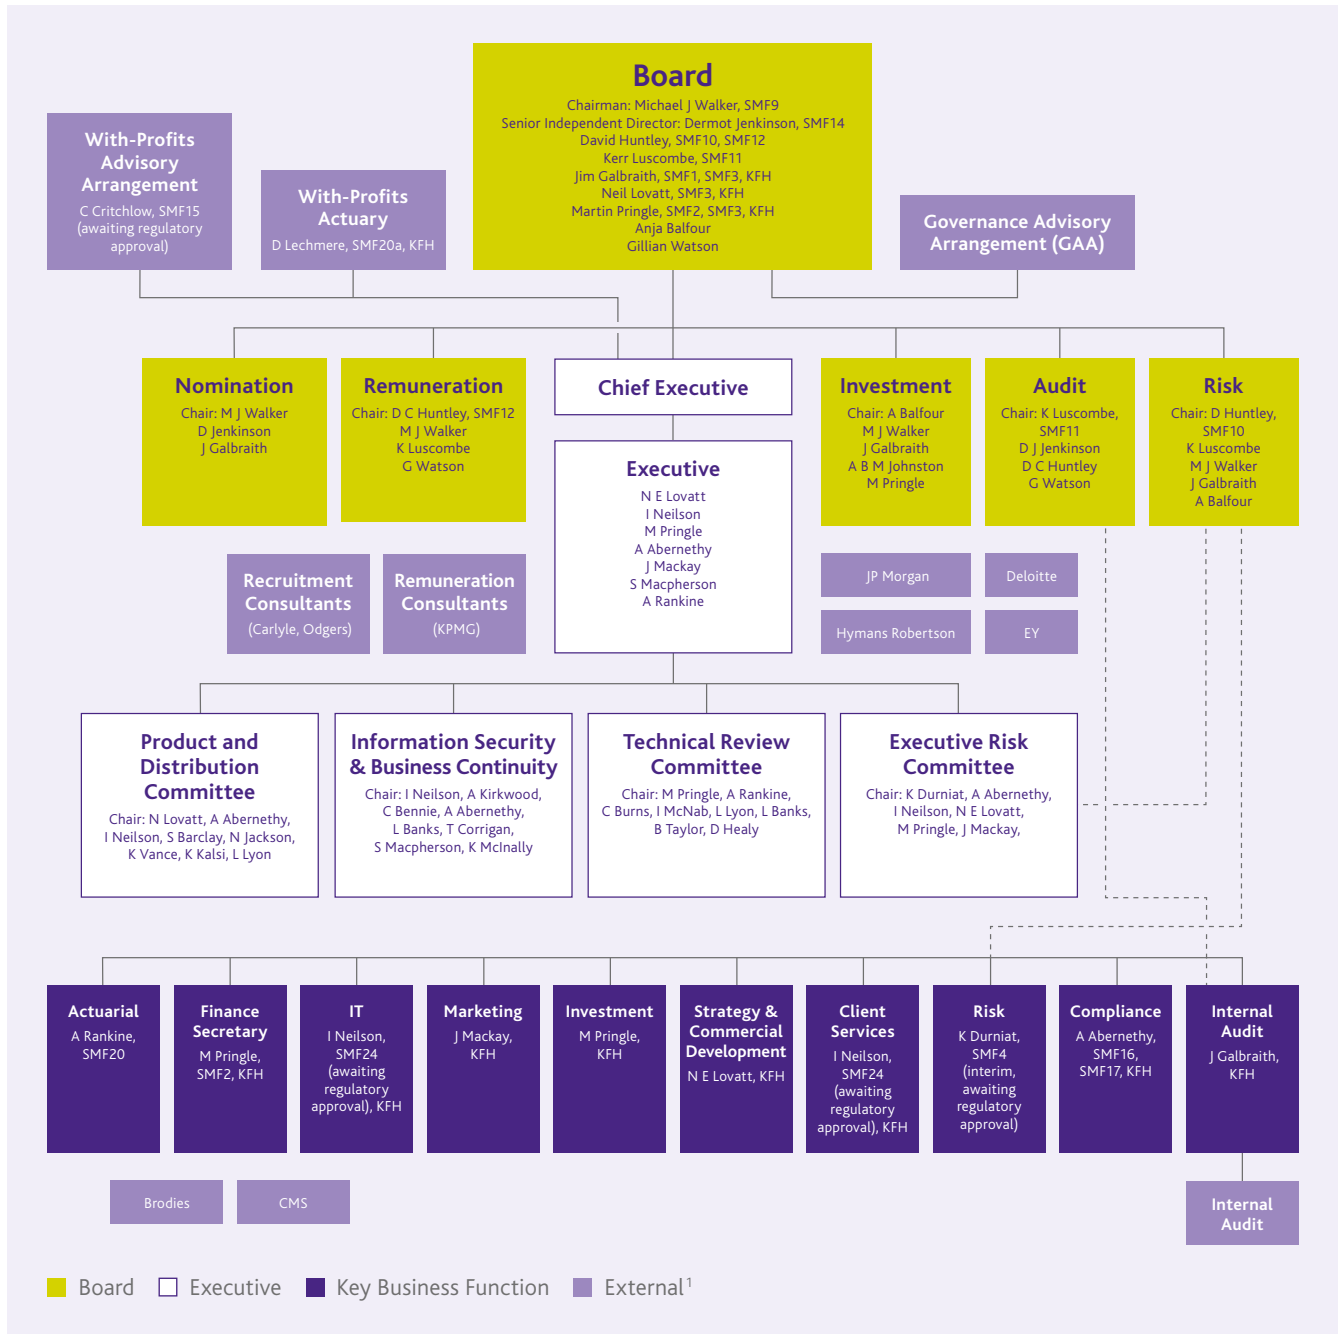 Board
Chairman: Michael J Walker, SMF9
Senior Independent Director: Dermot Jenkinson, SMF14
David Huntley, SMF10, SMF12
Kerr Luscombe, SMF11
Jim Galbraith, SMF1, SMF3, KFH
Neil Lovatt, SMF3, KFH
Martin Pringle, SMF2, SMF3, KFH
Anja Balfour
Gillian Watson
With-Profits
Advisory
Arrangement
C Critchlow, SMF15
(awaiting regulatory
approval)
With-Profits
Actuary
D Lechmere, SMF20a, KFH
Governance Advisory
Arrangement (GAA)
Nomination
Chair: M J Walker
D Jenkinson
J Galbraith
Remuneration
Chair: D C Huntley, SMF12
M J Walker
K Luscombe
G Watson
Chief Executive
Executive
N E Lovatt
I Neilson
M Pringle
A Abernethy
J Mackay
S Macpherson
A Rankine
Investment
Chair: A Balfour
M J Walker
J Galbraith
A B M Johnston
M Pringle
Audit
Chair: K Luscombe,
SMF11
D J Jenkinson
D C Huntley
G Watson
Risk
Chair: D Huntley,
SMF10
K Luscombe
M J Walker
J Galbraith
A Balfour
Recruitment
Consultants
(Carlyle, Odgers)
Remuneration
Consultants
(KPMG)
JP Morgan
Deloitte
Hymans Robertson
EY
Product and
Distribution
Committee
Chair: N Lovatt, A Abernethy,
I Neilson, S Barclay, N Jackson,
K Vance, K Kalsi, L Lyon
Information Security
& Business Continuity
Chair: I Neilson, A Kirkwood,
C Bennie, A Abernethy,
L Banks, T Corrigan,
S Macpherson, K McInally
Technical Review
Committee
Chair: M Pringle, A Rankine,
C Burns, I McNab, L Lyon, L Banks,
B Taylor, D Healy
Executive Risk
Committee
Chair: K Durniat, A Abernethy,
I Neilson, N E Lovatt,
M Pringle, J Mackay,
Actuarial
A Rankine,
SMF20
Finance
Secretary
M Pringle,
SMF2, KFH
IT
I Neilson,
SMF24
(awaiting
regulatory
approval), KFH
Marketing
J Mackay,
KFH
Investment
M Pringle,
KFH
Strategy &
Commercial
Development
N E Lovatt, KFH
Client
Services
I Neilson,
SMF24
(awaiting
regulatory
approval), KFH
Risk
K Durniat,
SMF4
(interim,
awaiting
regulatory
approval)
Compliance
A Abernethy,
SMF16,
SMF17, KFH
Internal
Audit
J Galbraith,
KFH
Brodies
CMS
Internal
Audit
Board
Executive
Key Business Function
External¹